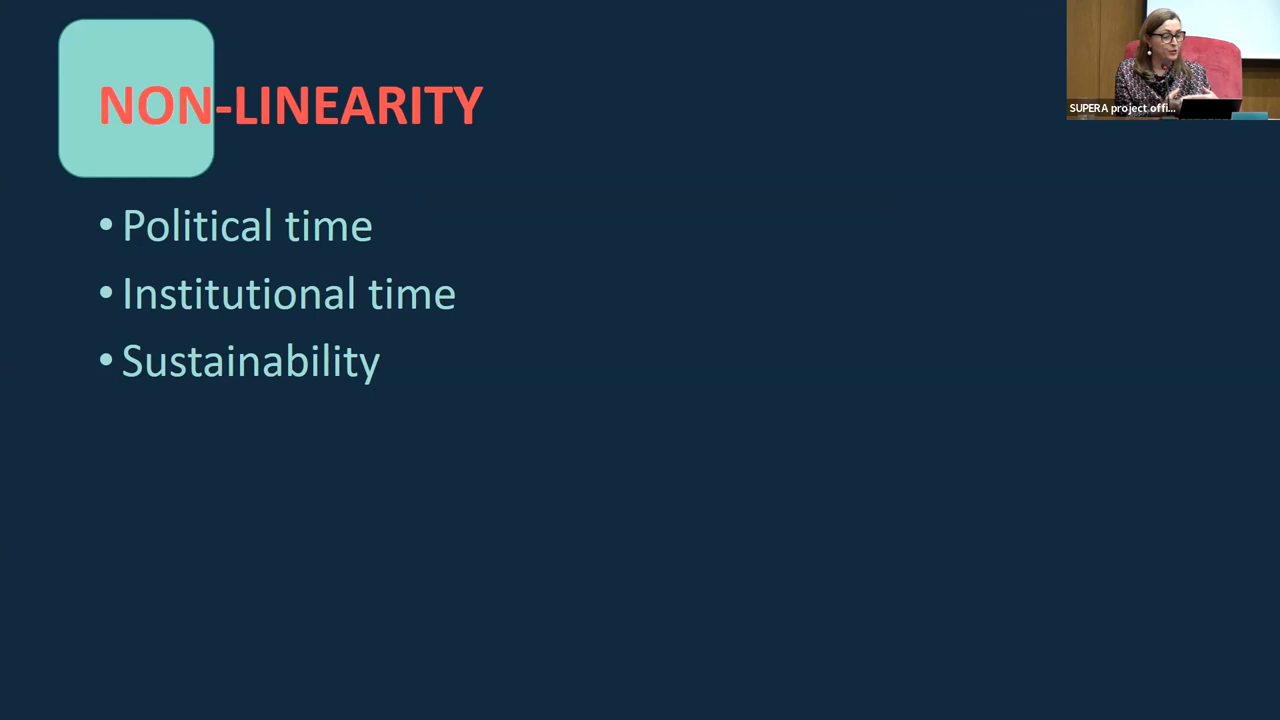 NON-LINEARITY
• Political time
• Institutional time
• Sustainability
SUPERA project offi...